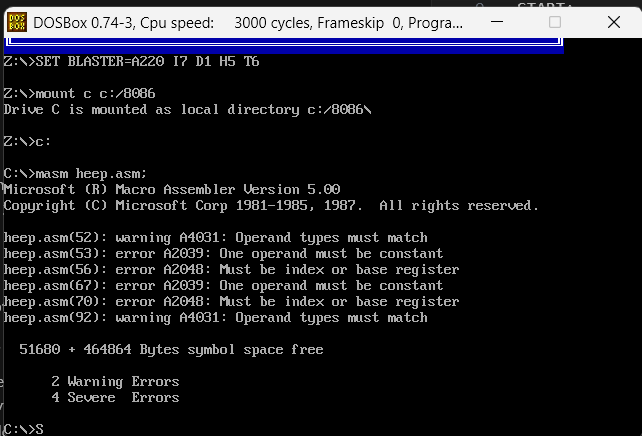 START:
DOSBox 0.74-3, Cpu speed: 3000 cycles, Frameskip 0, Progra...
Z:\>SET BLASTER=A220 I7 D1 H5 T6
Z:\>mount c c:/8086
Drive C is mounted as local directory c:/8086\
Z:\>c:
C:\>masm heep.asm;
Microsoft (R) Macro Assembler Version 5.00
Copyright (C) Microsoft Corp 1981-1985, 1987.  All rights reserved.
heep.asm(52): warning A4031: Operand types must match
heep.asm(53): error A2039: One operand must be constant
heep.asm(56): error A2048: Must be index or base register
heep.asm(67): error A2039: One operand must be constant
heep.asm(70): error A2048: Must be index or base register
heep.asm(92): warning A4031: Operand types must match
51680 + 464864 Bytes symbol space free
2 Warning Errors
4 Severe  Errors
C:\>S